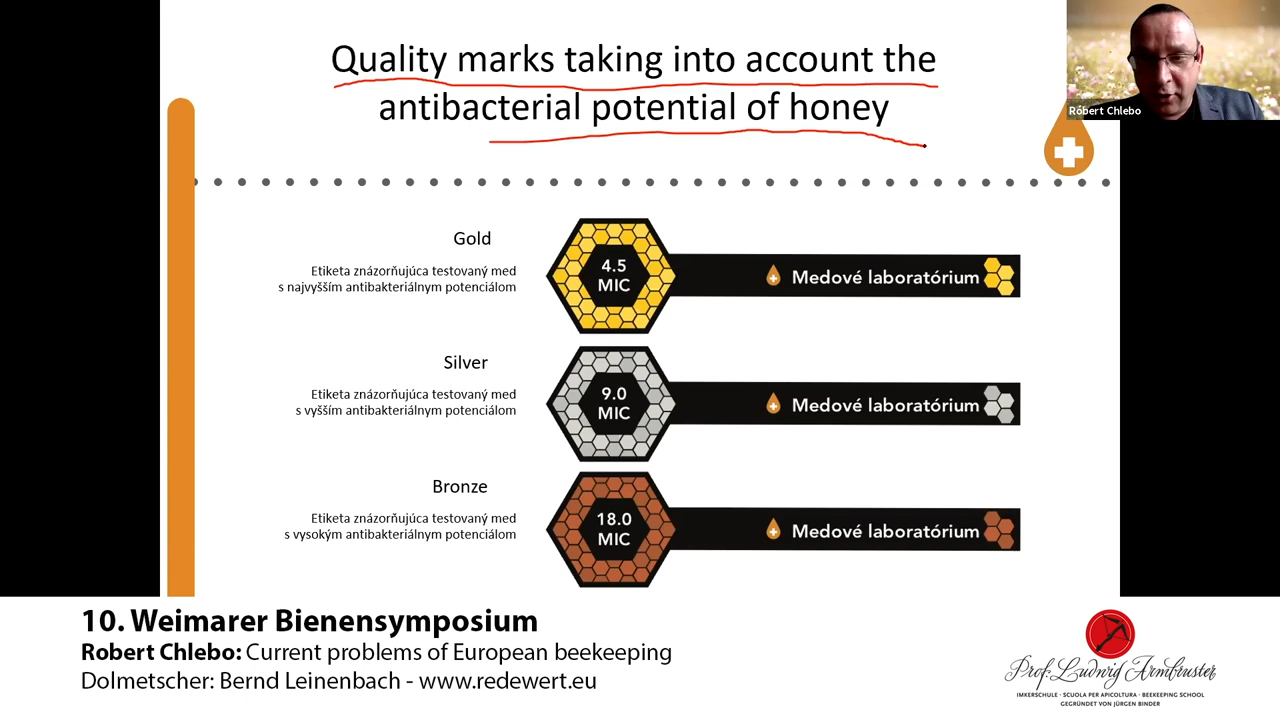 Quality marks taking into account the
antibacterial potential of honey
Róbert Chlebo
Gold
Etiketa znázorňujúca testovaný med
s najvyšším antibakteriálnym potenciálom
4.5
MIC
Medové laboratórium
Silver
Etiketa znázorňujúca testovaný med
s vyšším antibakteriálnym potenciálom
9.0
MIC
Medové laboratórium
Bronze
Etiketa znázorňujúca testovaný med
s vysokým antibakteriálnym potenciálom
18.0
MIC
Medové laboratórium
10. Weimarer Bienensymposium
Robert Chlebo: Current problems of European beekeeping
Dolmetscher: Bernd Leinenbach - www.redewert.eu
Prof. Ludwig Armbruster
IMKERSCHULE · SCUOLA PER APICOLTURA · BEEKEEPING SCHOOL
GEGRÜNDET VON JÜRGEN BINDER